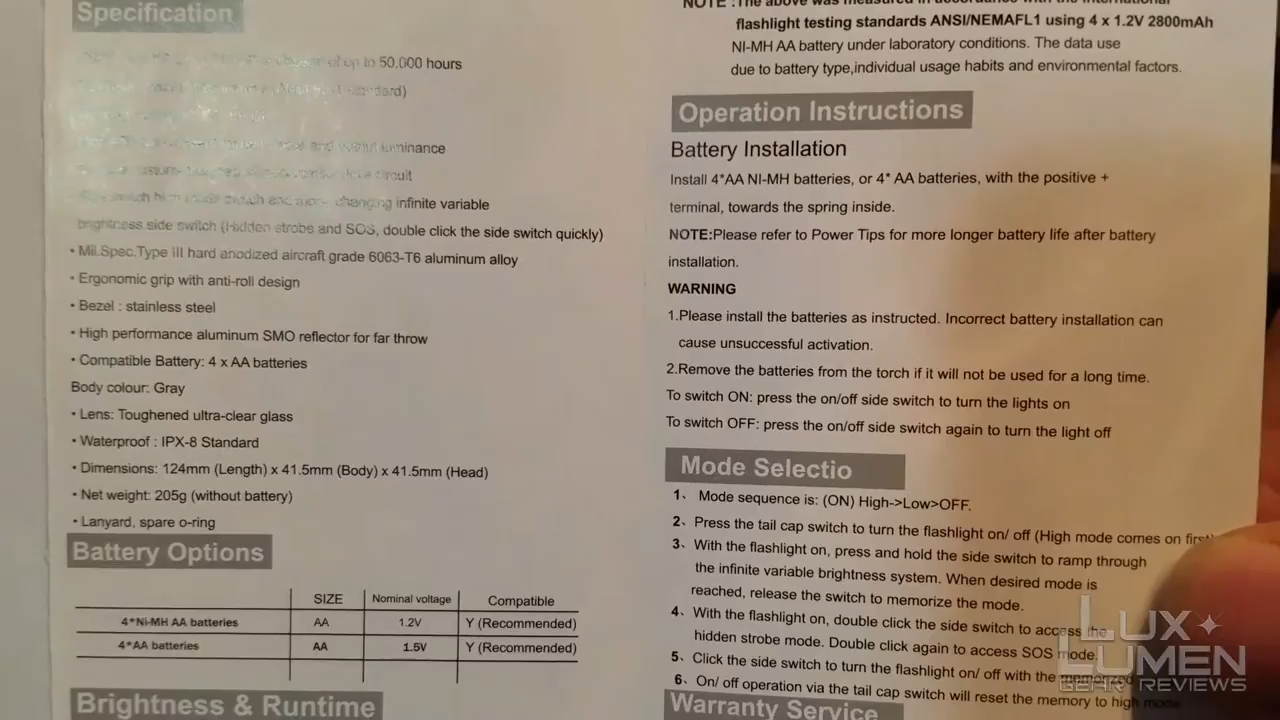 Specification
of up to 50,000 hours
and output luminance
circuit
and changing infinite variable
brightness side switch (Hidden strobe and SOS, double click the side switch quickly)
• Mil.Spec.Type III hard anodized aircraft grade 6063-T6 aluminum alloy
• Ergonomic grip with anti-roll design
• Bezel : stainless steel
• High performance aluminum SMO reflector for far throw
• Compatible Battery: 4 x AA batteries
Body colour: Gray
• Lens: Toughened ultra-clear glass
• Waterproof : IPX-8 Standard
• Dimensions: 124mm (Length) x 41.5mm (Body) x 41.5mm (Head)
• Net weight: 205g (without battery)
• Lanyard, spare o-ring
Battery Options
SIZE Nominal voltage Compatible
4*Ni-MH AA batteries AA 1.2V Y (Recommended)
4*AA batteries AA 1.5V Y (Recommended)
Brightness & Runtime
NOTE :The above was measured in accordance with the international
flashlight testing standards ANSI/NEMAFL1 using 4 x 1.2V 2800mAh
NI-MH AA battery under laboratory conditions. The data use
due to battery type,individual usage habits and environmental factors.
Operation Instructions
Battery Installation
Install 4*AA NI-MH batteries, or 4* AA batteries, with the positive +
terminal, towards the spring inside.
NOTE:Please refer to Power Tips for more longer battery life after battery
installation.
WARNING
1.Please install the batteries as instructed. Incorrect battery installation can
cause unsuccessful activation.
2.Remove the batteries from the torch if it will not be used for a long time.
To switch ON: press the on/off side switch to turn the lights on
To switch OFF: press the on/off side switch again to turn the light off
Mode Selectio
1、 Mode sequence is: (ON) High->Low>OFF.
2、 Press the tail cap switch to turn the flashlight on/ off (High mode comes on first)
3、 With the flashlight on, press and hold the side switch to ramp through
the infinite variable brightness system. When desired mode is
reached, release the switch to memorize the mode.
4、 With the flashlight on, double click the side switch to access the
hidden strobe mode. Double click again to access SOS mode.
5、 Click the side switch to turn the flashlight on/ off with the memorized
6、 On/ off operation via the tail cap switch will reset the memory to high mode
Warranty Service
LUX
LUMEN
GEAR REVIEWS